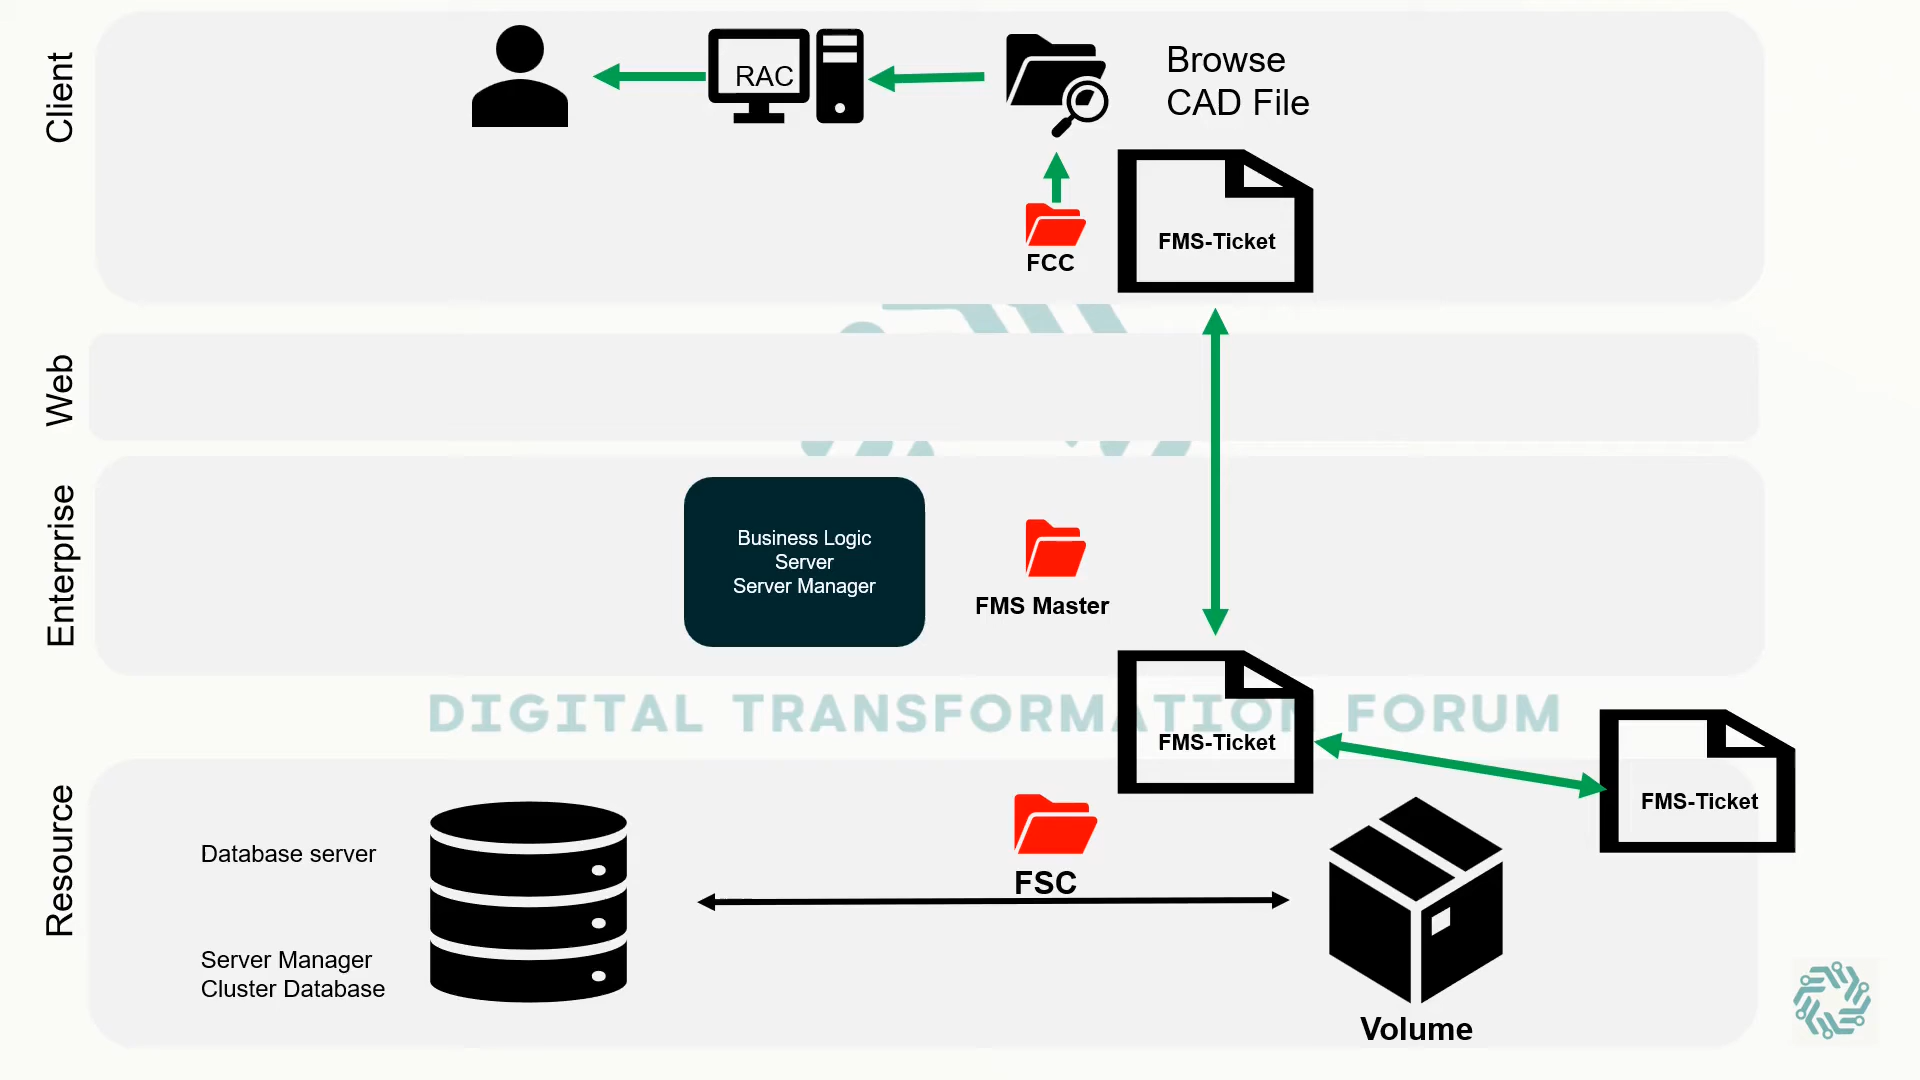 Client
RAC
Browse
CAD File
FMS-Ticket
FCC
Web
Enterprise
Business Logic
Server
Server Manager
FMS Master
DIGITAL TRANSFORMATION FORUM
FMS-Ticket
FMS-Ticket
Resource
Database server
FSC
Server Manager
Cluster Database
Volume